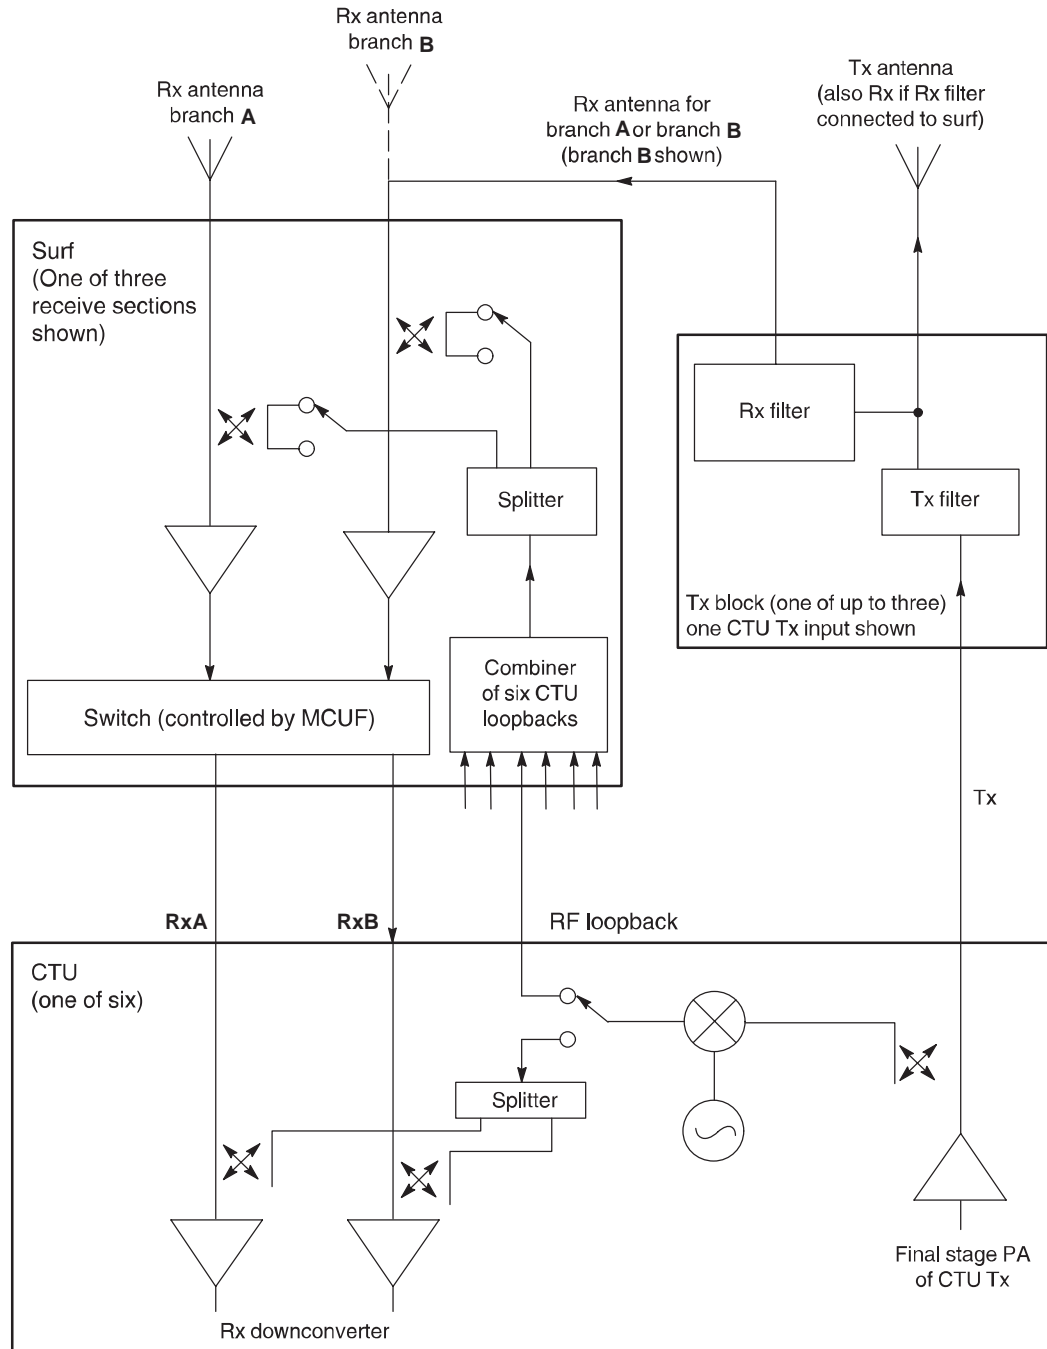 Rx antenna
branch B
Rx antenna
branch A
Rx antenna for
branch A or branch B
(branch B shown)
Tx antenna
(also Rx if Rx filter
connected to surf)
Surf
(One of three
receive sections
shown)
Rx filter
Splitter
Tx filter
Tx block (one of up to three)
one CTU Tx input shown
Combiner
of six CTU
loopbacks
Switch (controlled by MCUF)
Tx
RxA
RxB
RF loopback
CTU
(one of six)
Splitter
Final stage PA
of CTU Tx
Rx downconverter